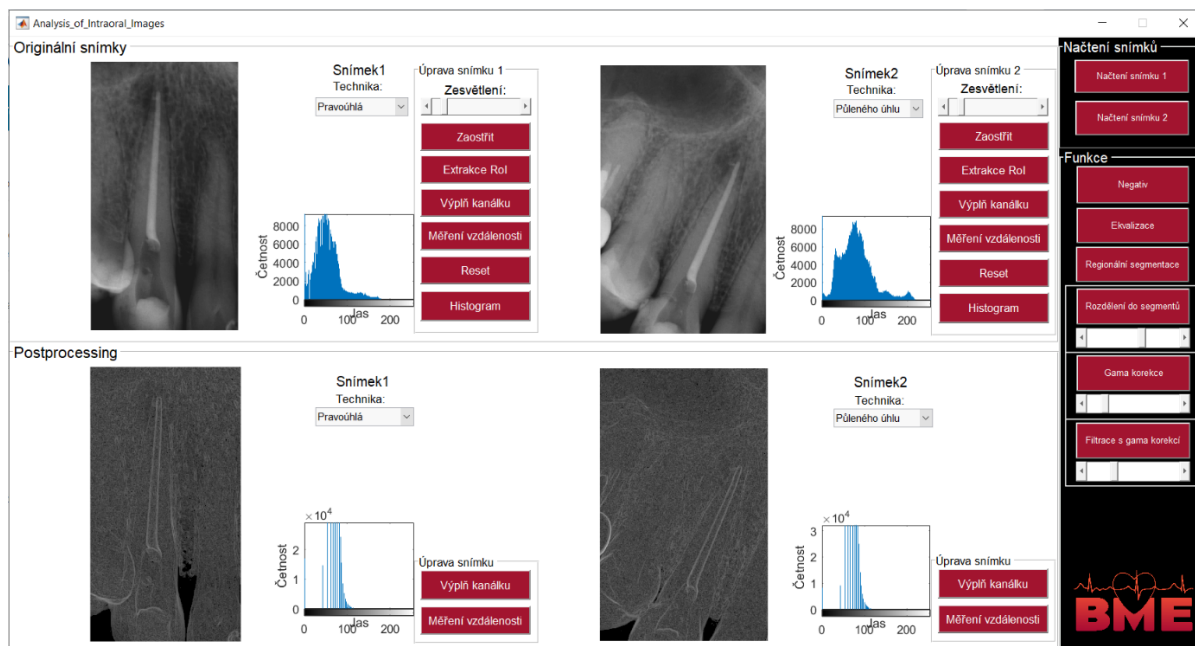 Analysis_of_Intraoral_Images
Originální snímky
Snímek1
Technika:
Pravoúhlá
Četnost
8000
6000
4000
2000
0
0
100
200
Jas
Úprava snímku 1
Zesvětlení:
Zaostřit
Extrakce RoI
Výplň kanálku
Měření vzdálenosti
Reset
Histogram
Snímek2
Technika:
Půleného úhlu
Četnost
8000
6000
4000
2000
0
0
100
200
Jas
Úprava snímku 2
Zesvětlení:
Zaostřit
Extrakce RoI
Výplň kanálku
Měření vzdálenosti
Reset
Histogram
Postprocessing
Snímek1
Technika:
Pravoúhlá
×10⁴
Četnost
2
1
0
0
100
200
Jas
Úprava snímku
Výplň kanálku
Měření vzdálenosti
Snímek2
Technika:
Půleného úhlu
×10⁴
Četnost
3
2
1
0
0
100
200
Jas
Úprava snímku
Výplň kanálku
Měření vzdálenosti
Načtení snímků
Načtení snímku 1
Načtení snímku 2
Funkce
Negativ
Ekvalizace
Regionální segmentace
Rozdělení do segmentů
Gama korekce
Filtrace s gama korekcí
BME